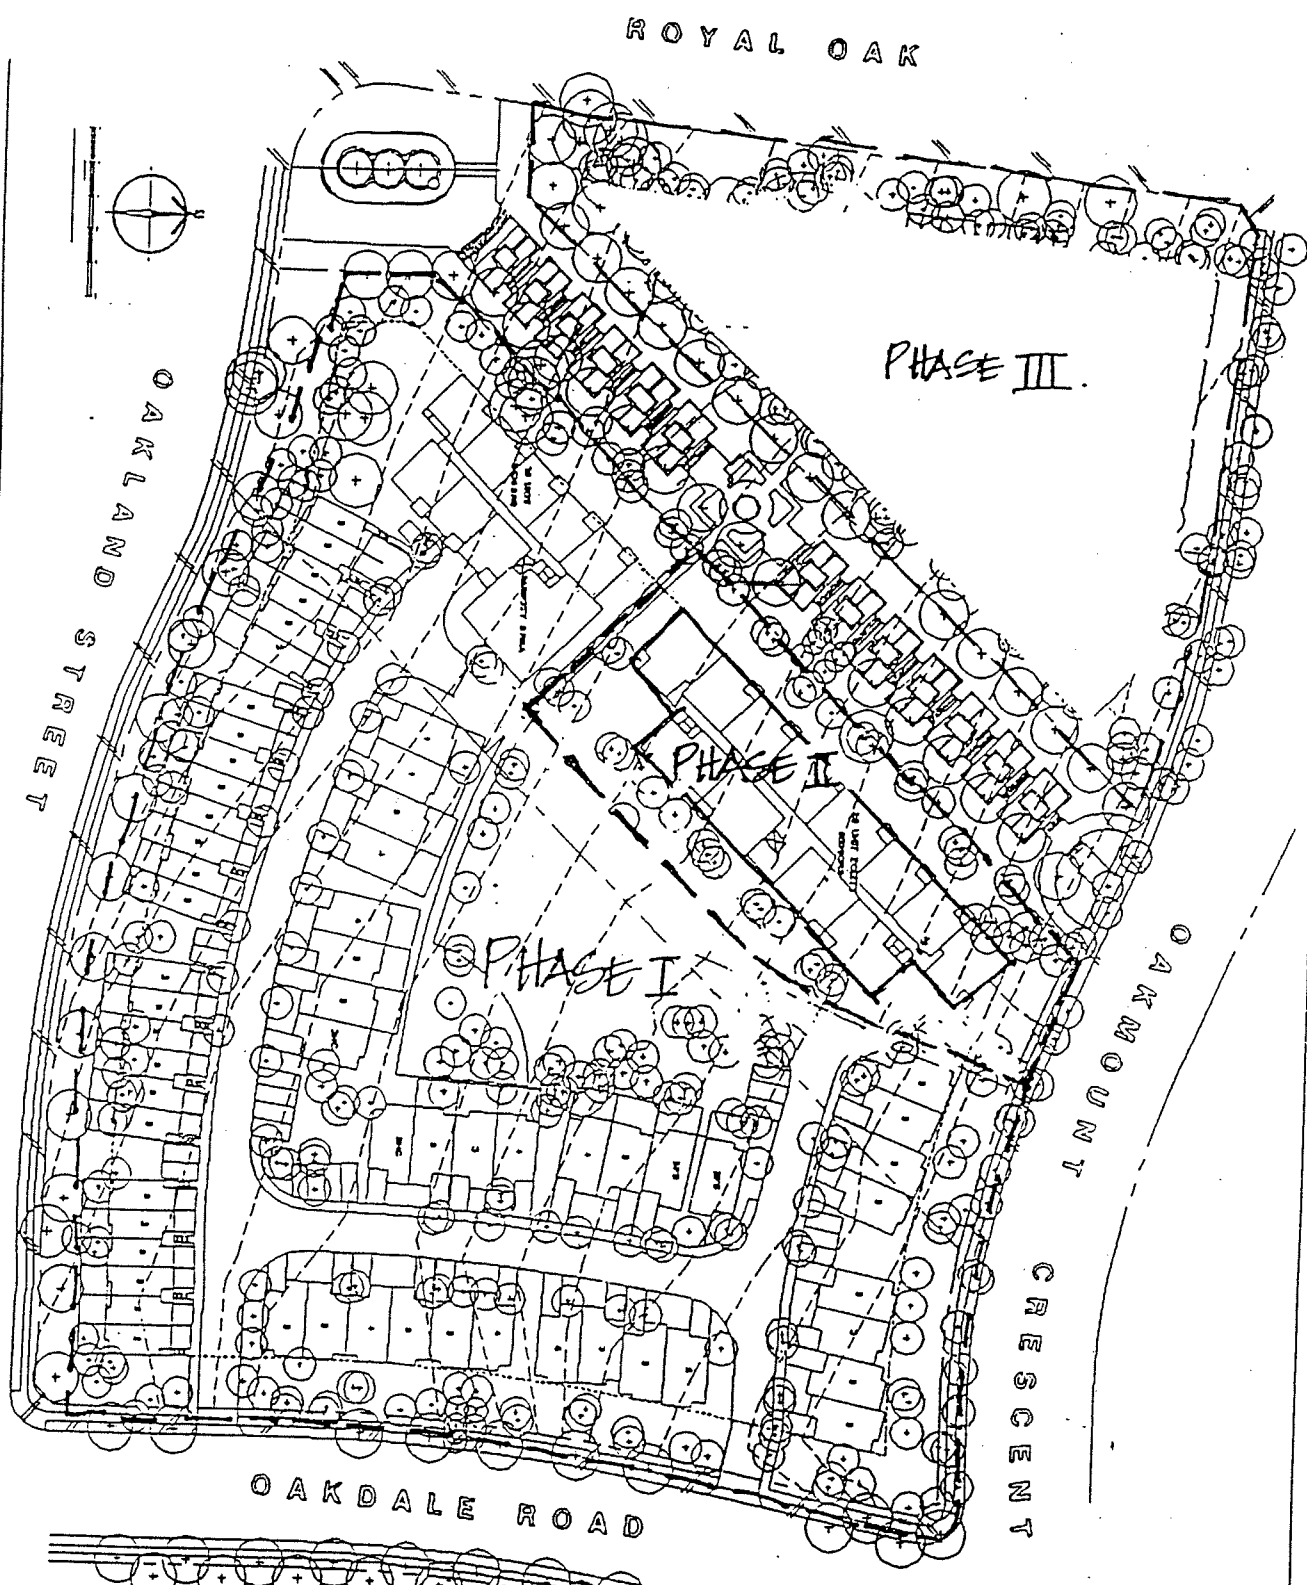 ROYAL OAK
PHASE III.
OAKLAND STREET
PHASE II
PHASE I
OAKMOUNT CRESCENT
OAKDALE ROAD